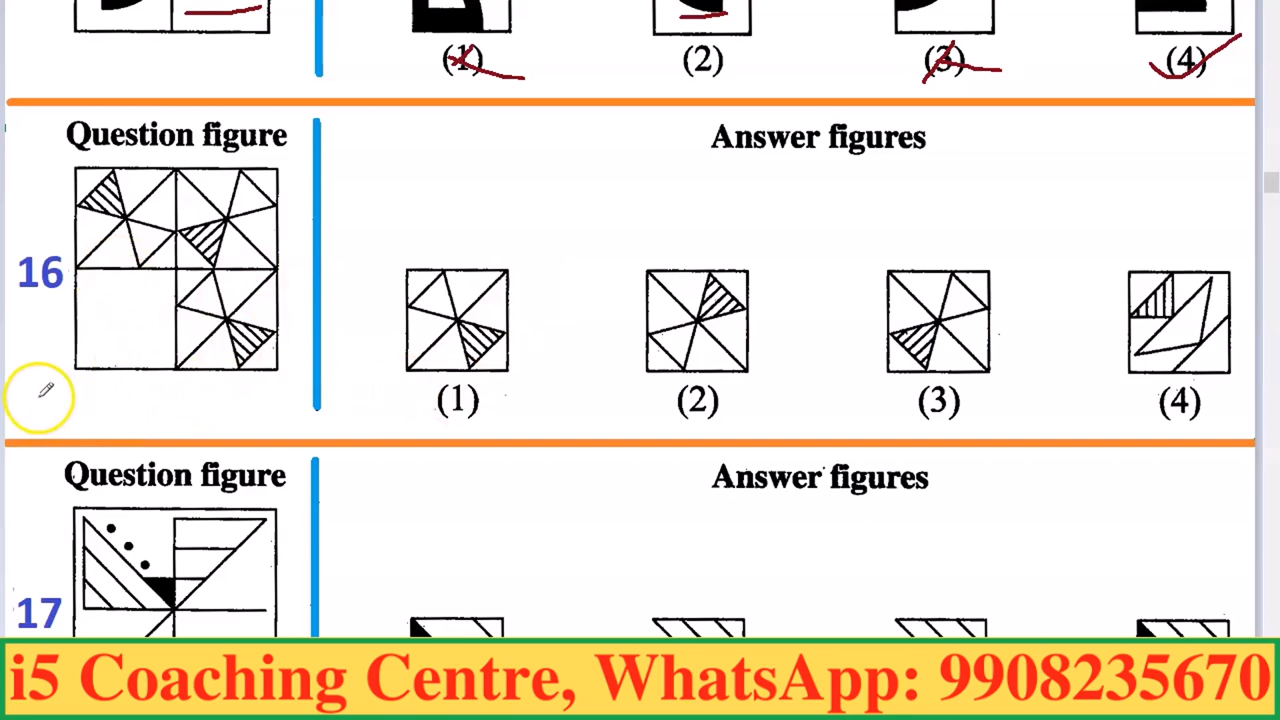 (1) (2) (3) (4)
Question figure
Answer figures
16
(1) (2) (3) (4)
Question figure
Answer figures
17
i5 Coaching Centre, WhatsApp: 9908235670